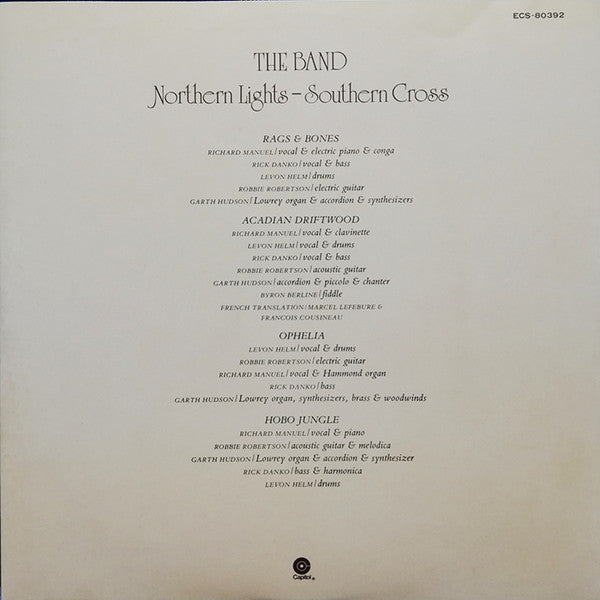 ECS-80392
THE BAND
Northern Lights – Southern Cross
RAGS & BONES
RICHARD MANUEL/vocal & electric piano & conga
RICK DANKO/vocal & bass
LEVON HELM/drums
ROBBIE ROBERTSON/electric guitar
GARTH HUDSON/Lowrey organ & accordion & synthesizers
ACADIAN DRIFTWOOD
RICHARD MANUEL/vocal & clavinette
LEVON HELM/vocal & drums
RICK DANKO/vocal & bass
ROBBIE ROBERTSON/acoustic guitar
GARTH HUDSON/accordion & piccolo & chanter
BYRON BERLINE/fiddle
FRENCH TRANSLATION/MARCEL LEFEBURE &
FRANCOIS COUSINEAU
OPHELIA
LEVON HELM/vocal & drums
ROBBIE ROBERTSON/electric guitar
RICHARD MANUEL/vocal & Hammond organ
RICK DANKO/bass
GARTH HUDSON/Lowrey organ, synthesizers, brass & woodwinds
HOBO JUNGLE
RICHARD MANUEL/vocal & piano
ROBBIE ROBERTSON/acoustic guitar & melodica
GARTH HUDSON/Lowrey organ & accordion & synthesizer
RICK DANKO/bass & harmonica
LEVON HELM/drums
Capitol®